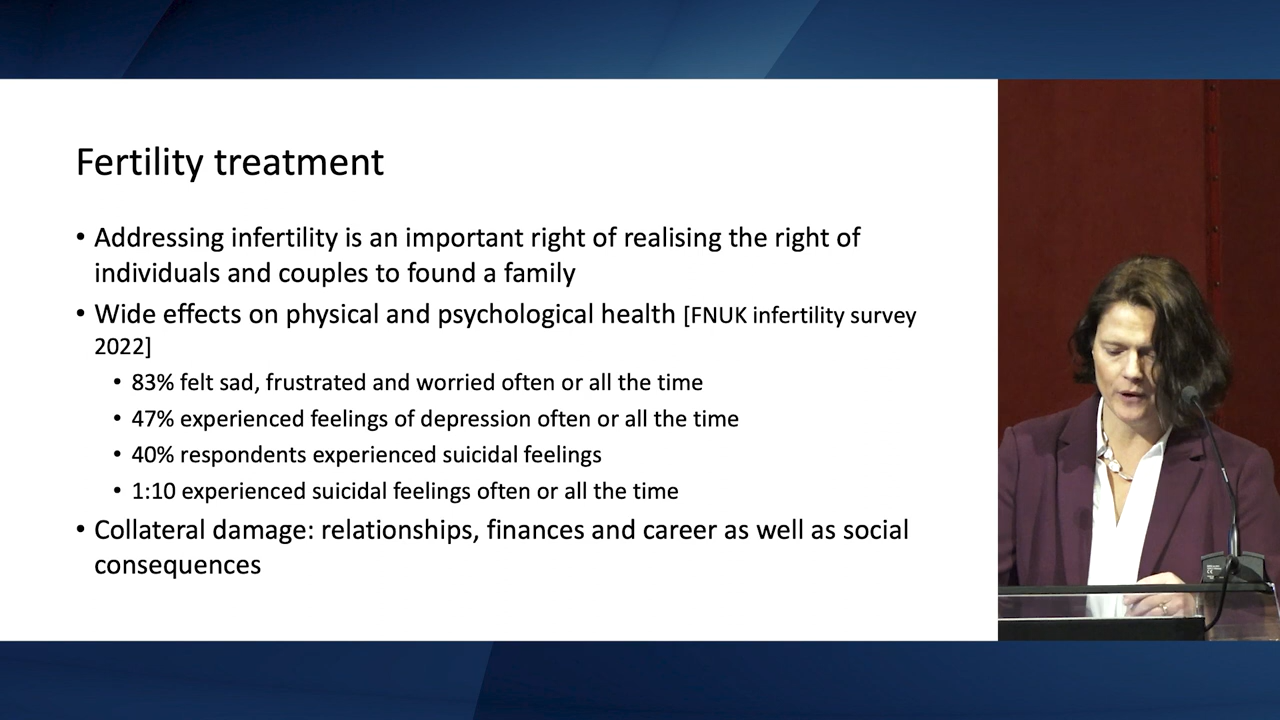 Fertility treatment
• Addressing infertility is an important right of realising the right of
individuals and couples to found a family
• Wide effects on physical and psychological health [FNUK infertility survey
2022]
• 83% felt sad, frustrated and worried often or all the time
• 47% experienced feelings of depression often or all the time
• 40% respondents experienced suicidal feelings
• 1:10 experienced suicidal feelings often or all the time
• Collateral damage: relationships, finances and career as well as social
consequences